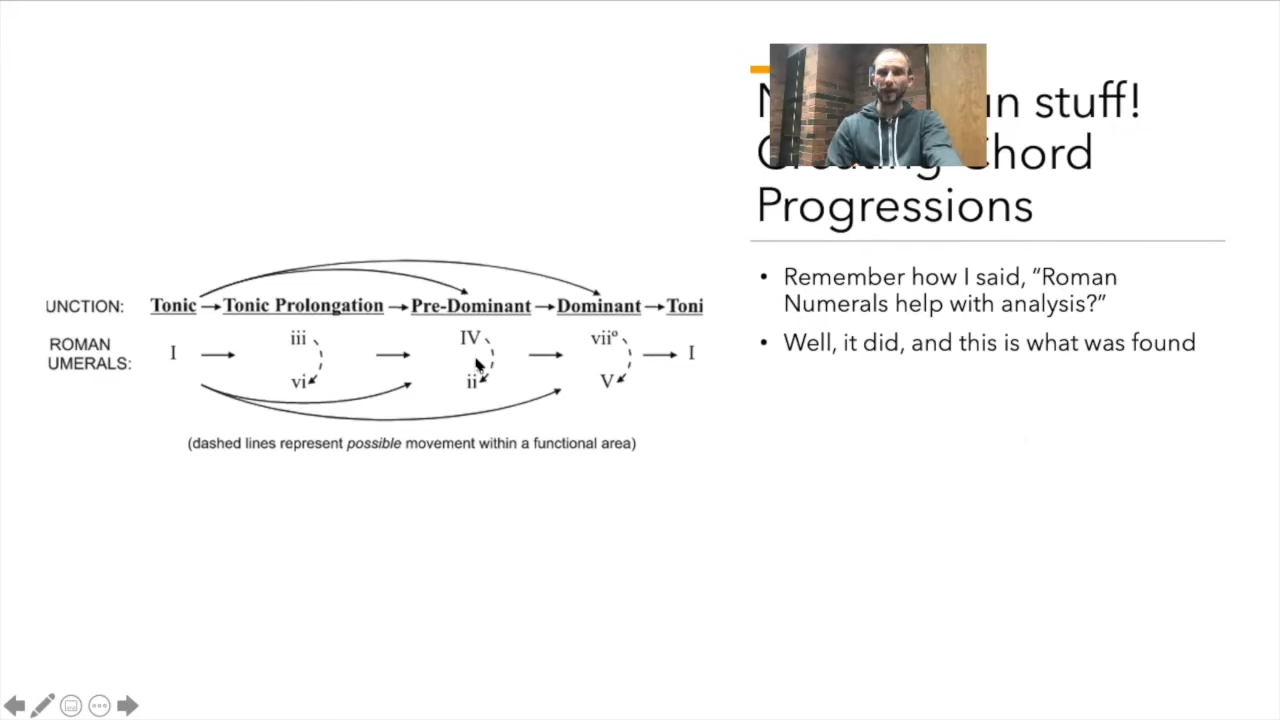 un stuff!
Chord
Progressions
UNCTION: Tonic Tonic Prolongation Pre-Dominant Dominant Toni
ROMAN
UMERALS:
I iii vi IV ii vii° V I
(dashed lines represent possible movement within a functional area)
• Remember how I said, ”Roman
Numerals help with analysis?”
• Well, it did, and this is what was found